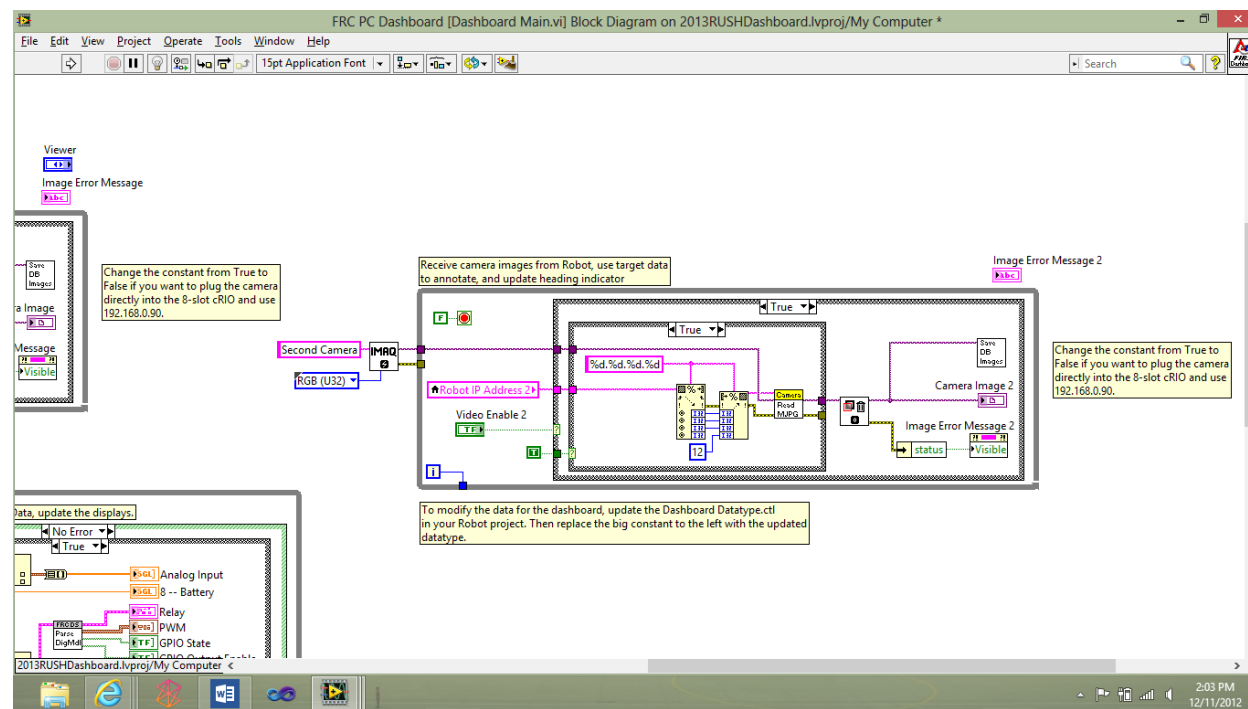 FRC PC Dashboard [Dashboard Main.vi] Block Diagram on 2013RUSHDashboard.lvproj/My Computer *
File Edit View Project Operate Tools Window Help
15pt Application Font
Search
Viewer
Image Error Message
Save
DB
Images
a Image
Message
Visible
Change the constant from True to
False if you want to plug the camera
directly into the 8-slot cRIO and use
192.168.0.90.
Receive camera images from Robot, use target data
to annotate, and update heading indicator
Image Error Message 2
abc
True
True
F
Second Camera
IMAQ
RGB (U32)
%d.%d.%d.%d
Robot IP Address 2
Video Enable 2
TF
T
12
i
Camera
Read
MJPG
Save
DB
Images
Camera Image 2
Image Error Message 2
status
Visible
Change the constant from True to
False if you want to plug the camera
directly into the 8-slot cRIO and use
192.168.0.90.
To modify the data for the dashboard, update the Dashboard Datatype.ctl
in your Robot project. Then replace the big constant to the left with the updated
datatype.
Data, update the displays.
No Error
True
SGL Analog Input
SGL 8 -- Battery
Relay
PWM
TF GPIO State
FRC DS
Parse
DigMdl
2013RUSHDashboard.lvproj/My Computer
2:03 PM
12/11/2012